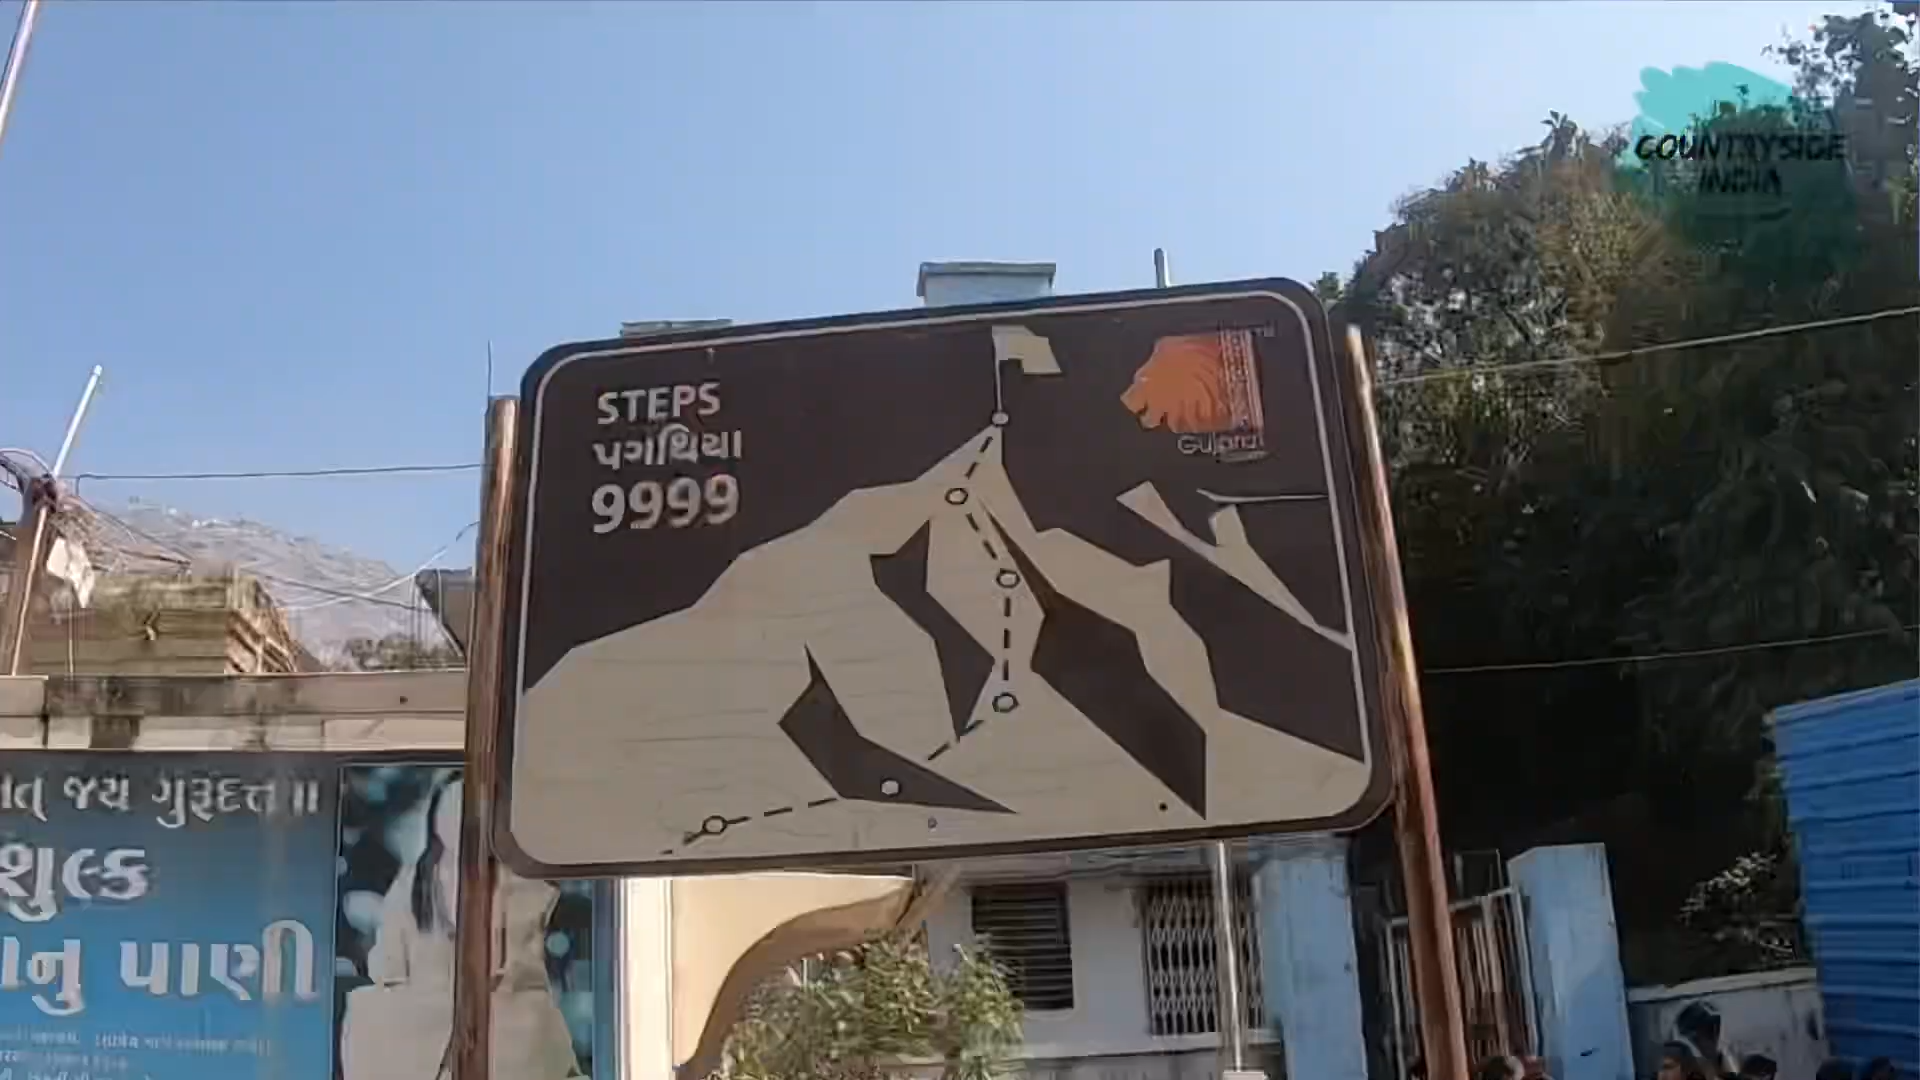 COUNTRYSIDE
INDIA
STEPS
પગથિયા
9999
Gujarat
જય ગુરૂદત્ત ॥
શુલ્ક
પાણી